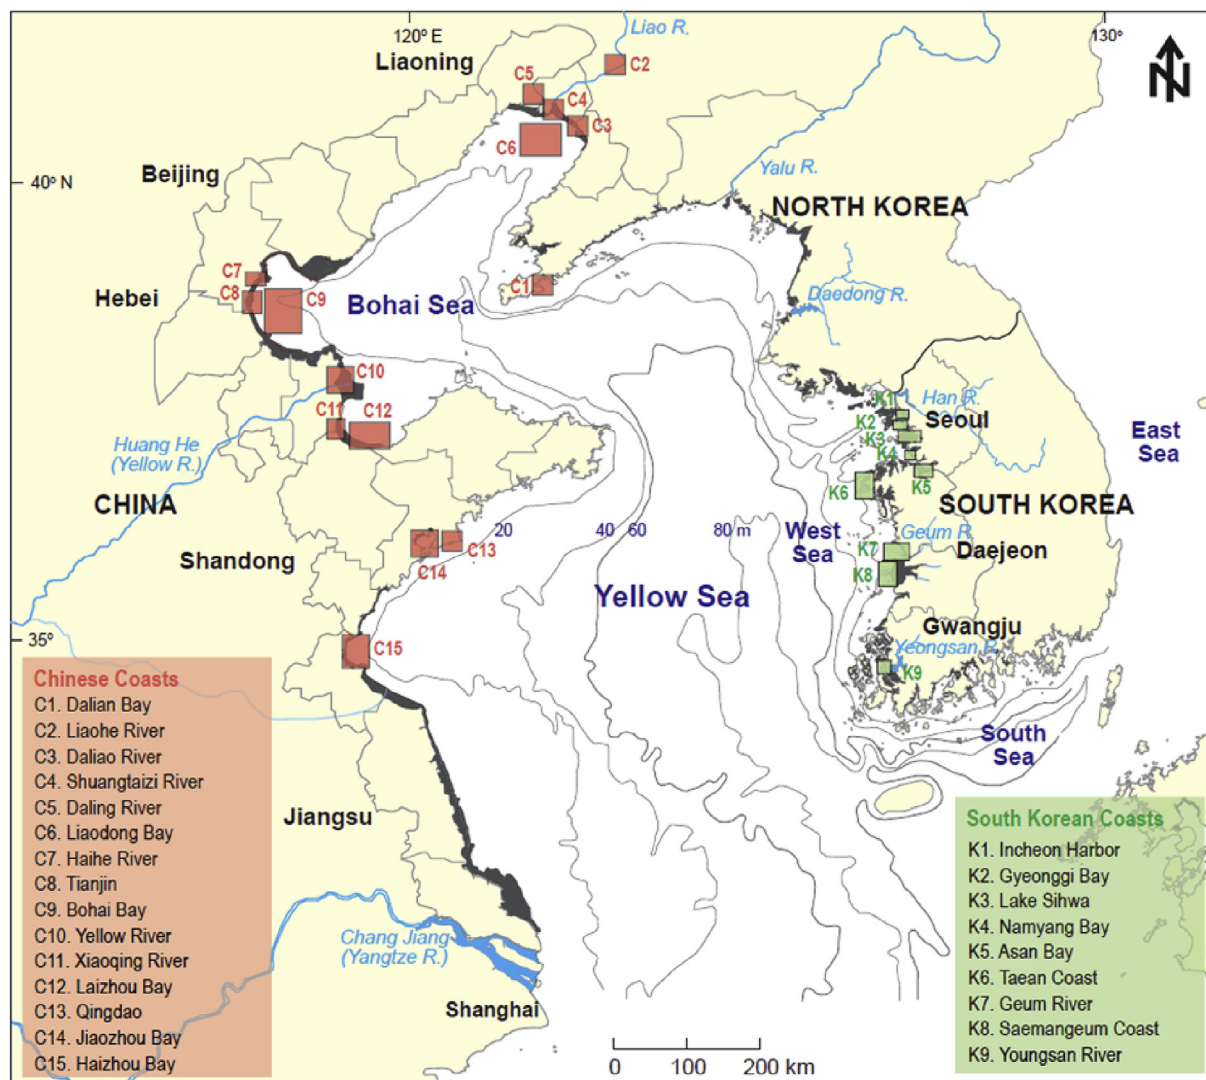 120º E
130º
Liao R.
Liaoning
C5
C2
C4
C3
C6
N
Yalu R.
Beijing
40º N
NORTH KOREA
C7
C8
C9
C1
Hebei
Bohai Sea
Daedong R.
C10
C11
C12
K1
Han R.
K2
Seoul
K3
K4
East
Sea
Huang He
(Yellow R.)
CHINA
K6
K5
SOUTH KOREA
20
40
60
80 m
West
Sea
Geum R.
C13
C14
Shandong
K7
Daejeon
K8
Yellow Sea
Gwangju
35º
C15
Yeongsan R.
K9
South
Sea
Jiangsu
Chang Jiang
(Yangtze R.)
Shanghai
0
100
200 km
Chinese Coasts
C1. Dalian Bay
C2. Liaohe River
C3. Daliao River
C4. Shuangtaizi River
C5. Daling River
C6. Liaodong Bay
C7. Haihe River
C8. Tianjin
C9. Bohai Bay
C10. Yellow River
C11. Xiaoqing River
C12. Laizhou Bay
C13. Qingdao
C14. Jiaozhou Bay
C15. Haizhou Bay
South Korean Coasts
K1. Incheon Harbor
K2. Gyeonggi Bay
K3. Lake Sihwa
K4. Namyang Bay
K5. Asan Bay
K6. Taean Coast
K7. Geum River
K8. Saemangeum Coast
K9. Youngsan River